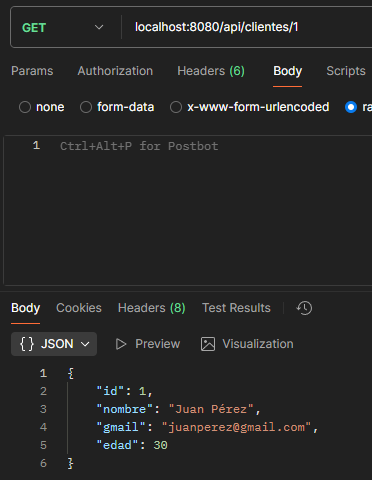 GET localhost:8080/api/clientes/1
Params Authorization Headers (6) Body Scripts
none form-data x-www-form-urlencoded
1 Ctrl+Alt+P for Postbot
Body Cookies Headers (8) Test Results
{} JSON Preview Visualization
1 {
2 "id": 1,
3 "nombre": "Juan Pérez",
4 "gmail": "juanperez@gmail.com",
5 "edad": 30
6 }